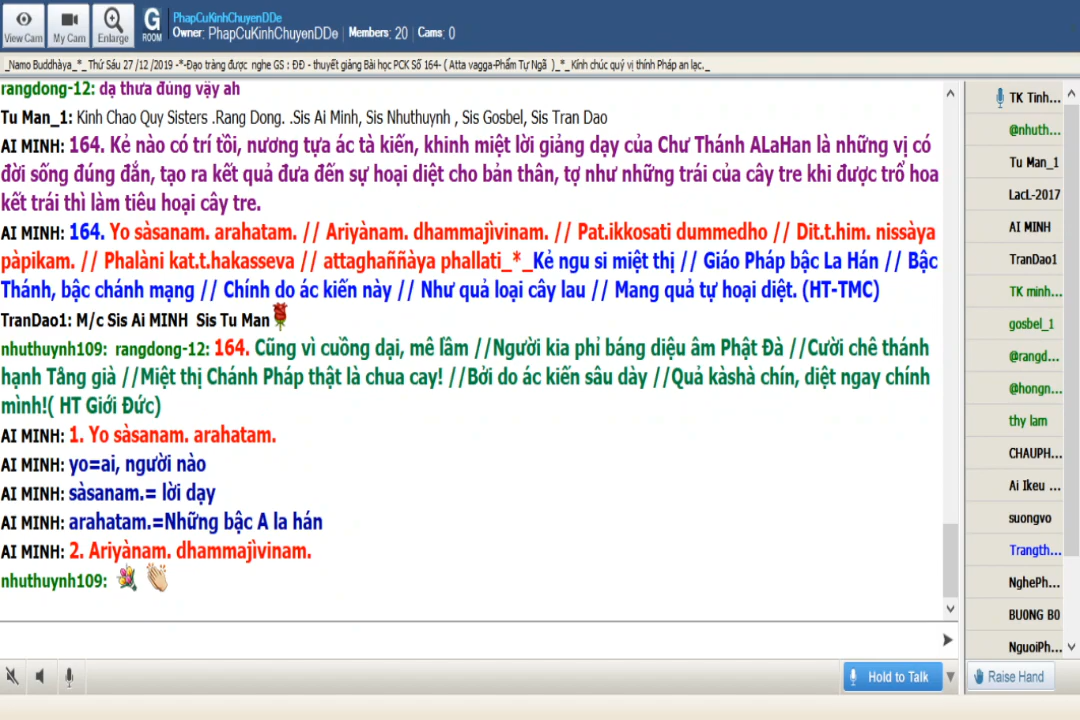 PhapCuKinhChuyenDDe
View Cam My Cam Enlarge G ROOM Owner: PhapCuKinhChuyenDDe Members: 20 Cams: 0
_Namo Buddhàya_*_ Thứ Sáu 27 /12 /2019 -*-Đạo tràng được nghe GS : ĐĐ - thuyết giảng Bài học PCK Số 164- ( Atta vagga-Phẩm Tự Ngã )_*_Kính chúc quý vị thính Pháp an lạc._
rangdong-12: dạ thưa đúng vậy ah
Tu Man_1: Kinh Chao Quy Sisters .Rang Dong. .Sis Ai Minh, Sis Nhuthuynh , Sis Gosbel, Sis Tran Dao
AI MINH: 164. Kẻ nào có trí tồi, nương tựa ác tà kiến, khinh miệt lời giảng dạy của Chư Thánh ALaHan là những vị có
đời sống đúng đắn, tạo ra kết quả đưa đến sự hoại diệt cho bản thân, tợ như những trái của cây tre khi được trổ hoa
kết trái thì làm tiêu hoại cây tre.
AI MINH: 164. Yo sàsanam. arahatam. // Ariyànam. dhammajìvinam. // Pat.ikkosati dummedho // Dit.t.him. nissàya
pàpikam. // Phalàni kat.t.hakasseva // attaghaññàya phallati_*_Kẻ ngu si miệt thị // Giáo Pháp bậc La Hán // Bậc
Thánh, bậc chánh mạng // Chính do ác kiến này // Như quả loại cây lau // Mang quả tự hoại diệt. (HT-TMC)
TranDao1: M/c Sis Ai MINH Sis Tu Man
nhuthuynh109: rangdong-12: 164. Cũng vì cuồng dại, mê lầm //Người kia phỉ báng diệu âm Phật Đà //Cười chê thánh
hạnh Tăng già //Miệt thị Chánh Pháp thật là chua cay! //Bởi do ác kiến sâu dày //Quả kàshà chín, diệt ngay chính
mình!( HT Giới Đức)
AI MINH: 1. Yo sàsanam. arahatam.
AI MINH: yo=ai, người nào
AI MINH: sàsanam.= lời dạy
AI MINH: arahatam.=Những bậc A la hán
AI MINH: 2. Ariyànam. dhammajìvinam.
nhuthuynh109:
TK Tinh...
@nhuth...
Tu Man_1
LacL-2017
AI MINH
TranDao1
TK minh...
gosbel_1
@rangd...
@hongn...
thy lam
CHAUPH...
Ai Ikeu ...
suongvo
Trangth...
NghePh...
BUONG BO
NguoiPh...
Hold to Talk
Raise Hand